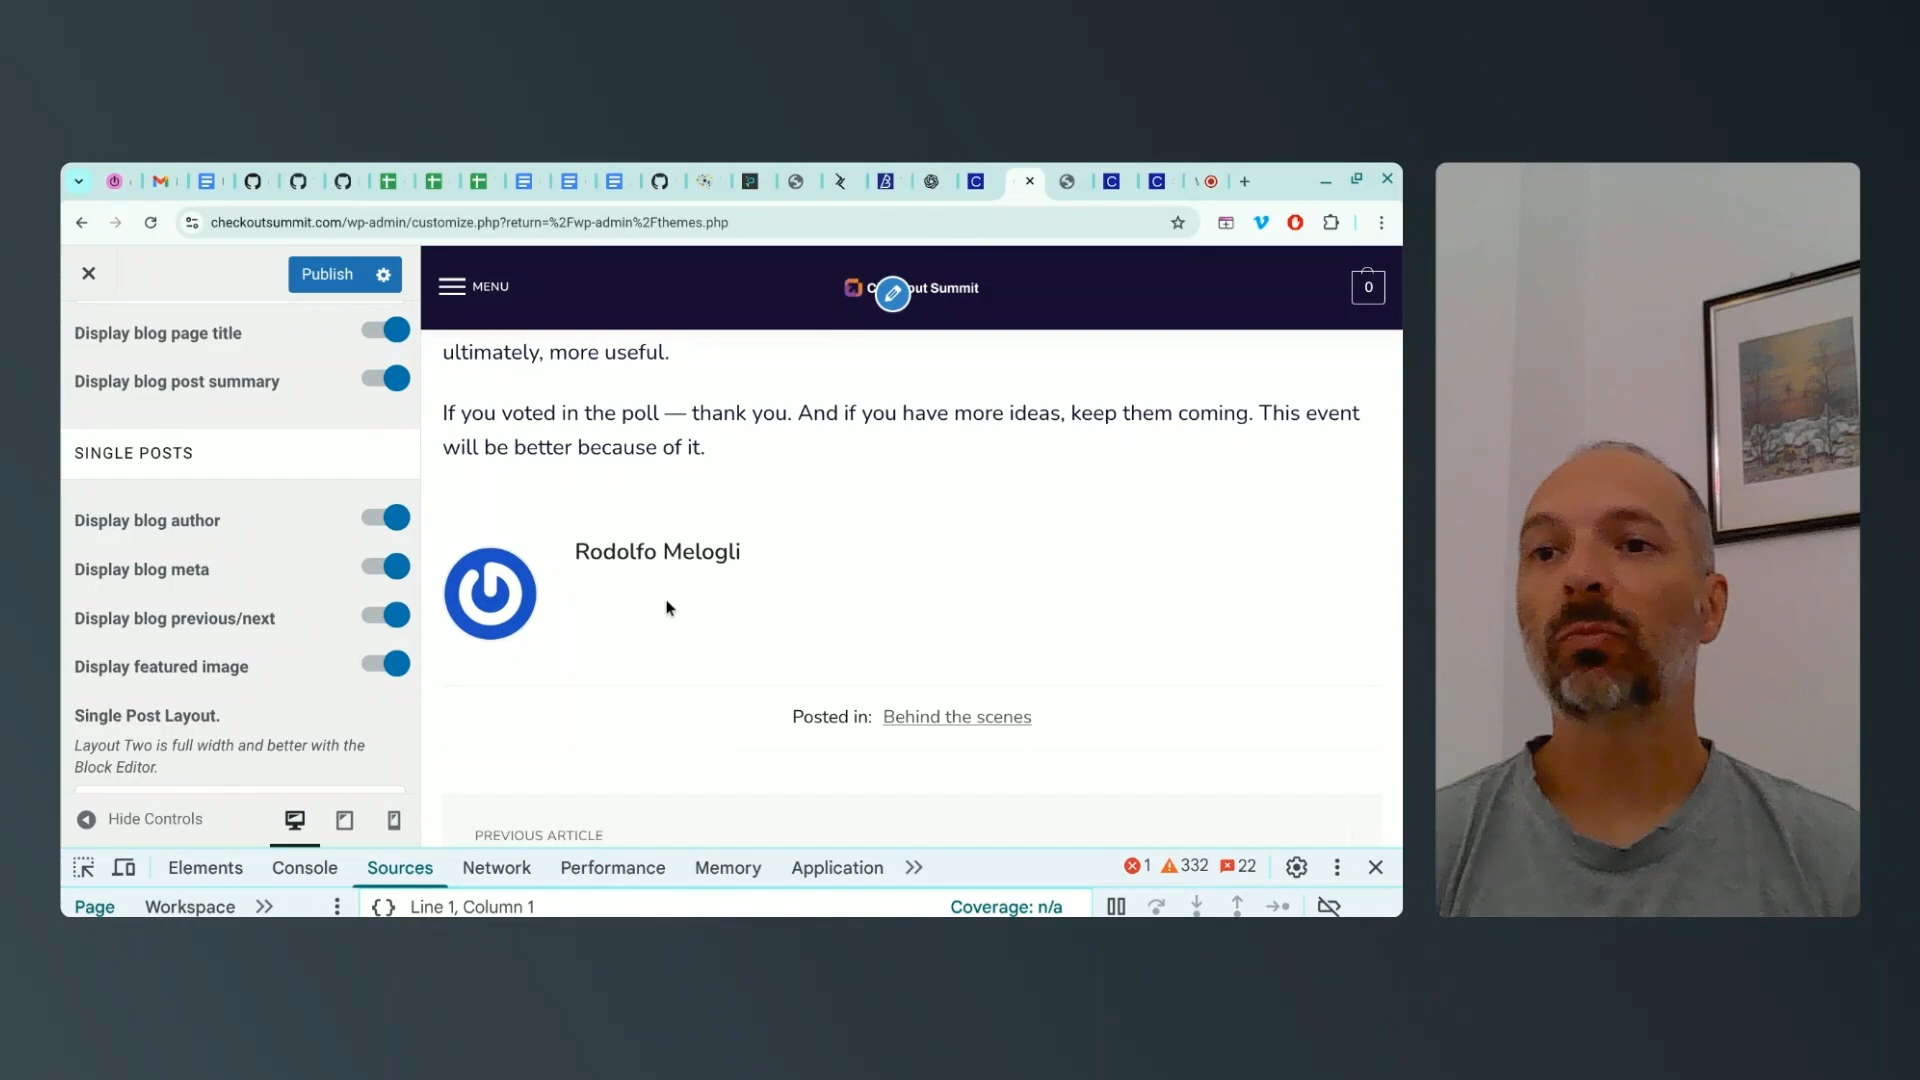 checkoutsummit.com/wp-admin/customize.php?return=%2Fwp-admin%2Fthemes.php
Publish
Display blog page title
Display blog post summary
SINGLE POSTS
Display blog author
Display blog meta
Display blog previous/next
Display featured image
Single Post Layout.
Layout Two is full width and better with the
Block Editor.
Hide Controls
MENU
out Summit
0
ultimately, more useful.
If you voted in the poll — thank you. And if you have more ideas, keep them coming. This event
will be better because of it.
Rodolfo Melogli
Posted in: Behind the scenes
PREVIOUS ARTICLE
Elements Console Sources Network Performance Memory Application
1 332 22
Page Workspace
{} Line 1, Column 1
Coverage: n/a